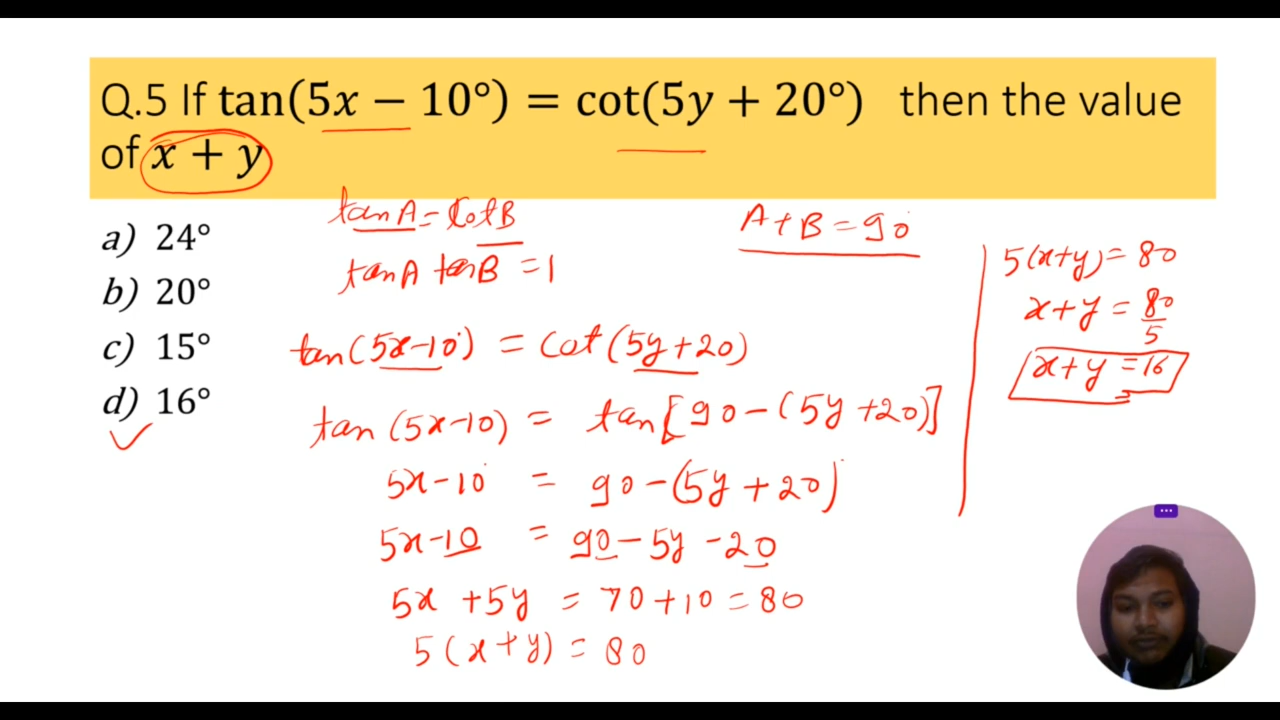 Q.5 If tan(5x − 10°) = cot(5y + 20°) then the value
of x + y
a) 24°
b) 20°
c) 15°
d) 16°
tanA = cotB
tanA tanB = 1
A + B = 90°
tan(5x-10°) = cot(5y+20)
tan(5x-10) = tan[90-(5y+20)]
5x-10° = 90-(5y+20)°
5x-10 = 90-5y-20
5x+5y = 70+10 = 80
5(x+y) = 80
5(x+y) = 80
x+y = 80/5
x+y = 16